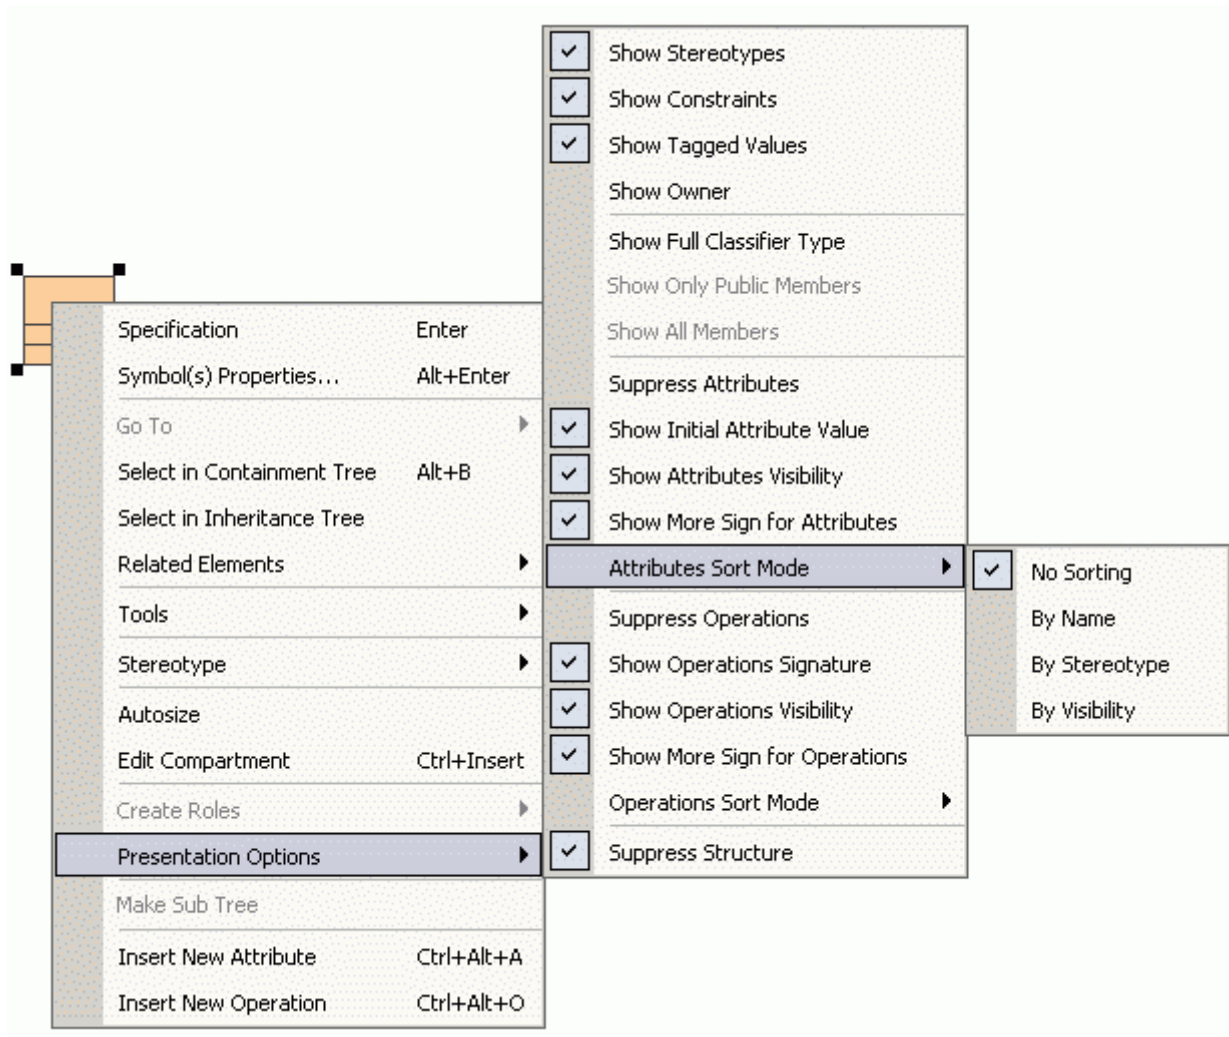 Specification Enter
Symbol(s) Properties... Alt+Enter
Go To
Select in Containment Tree Alt+B
Select in Inheritance Tree
Related Elements
Tools
Stereotype
Autosize
Edit Compartment Ctrl+Insert
Create Roles
Presentation Options
Make Sub Tree
Insert New Attribute Ctrl+Alt+A
Insert New Operation Ctrl+Alt+O
Show Stereotypes
Show Constraints
Show Tagged Values
Show Owner
Show Full Classifier Type
Show Only Public Members
Show All Members
Suppress Attributes
Show Initial Attribute Value
Show Attributes Visibility
Show More Sign for Attributes
Attributes Sort Mode
Suppress Operations
Show Operations Signature
Show Operations Visibility
Show More Sign for Operations
Operations Sort Mode
Suppress Structure
No Sorting
By Name
By Stereotype
By Visibility